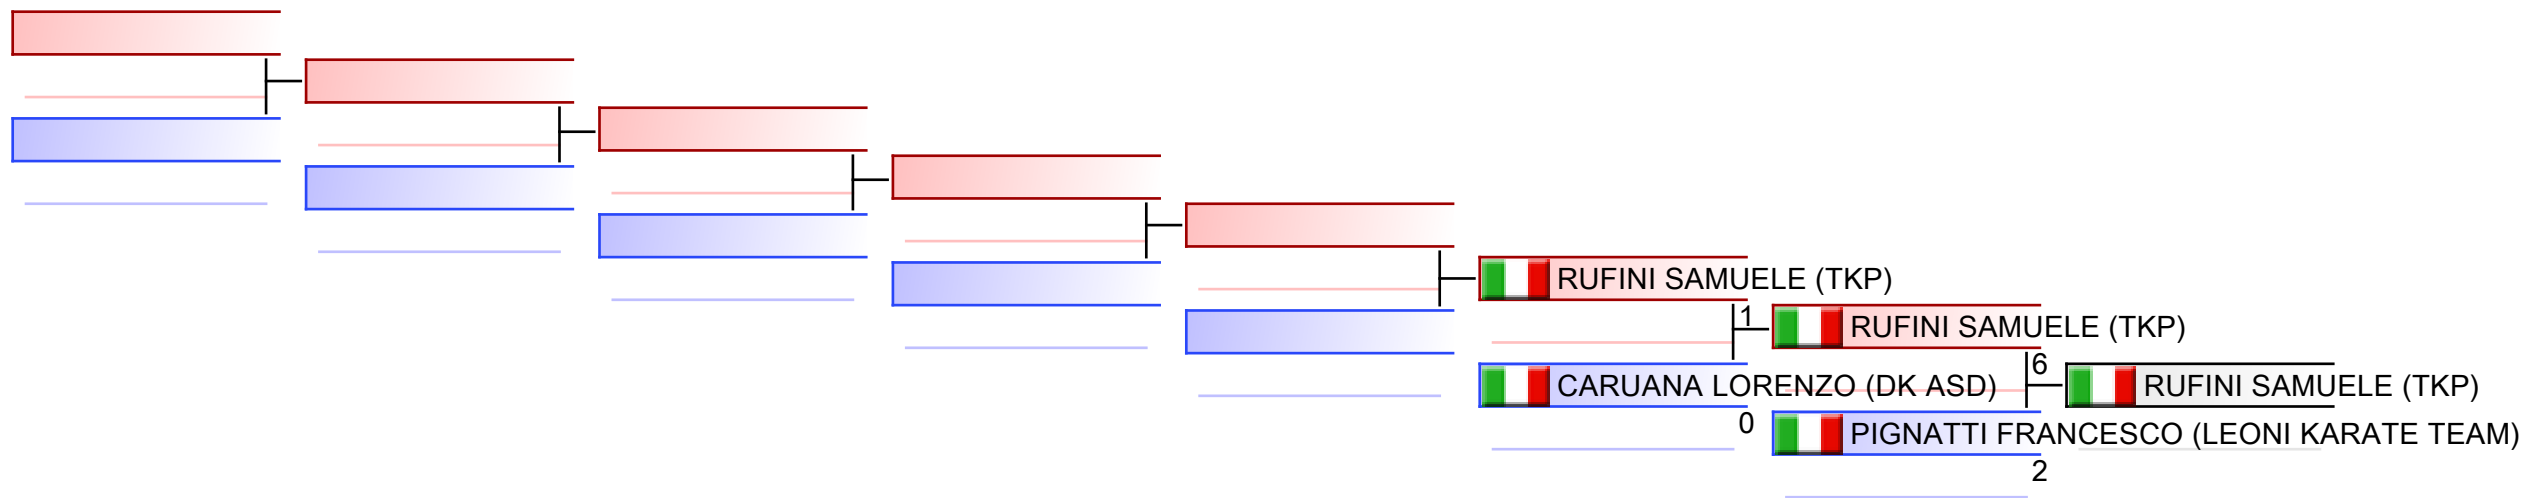 RUFINI SAMUELE (TKP)
1
RUFINI SAMUELE (TKP)
6
CARUANA LORENZO (DK ASD)
RUFINI SAMUELE (TKP)
0
PIGNATTI FRANCESCO (LEONI KARATE TEAM)
2